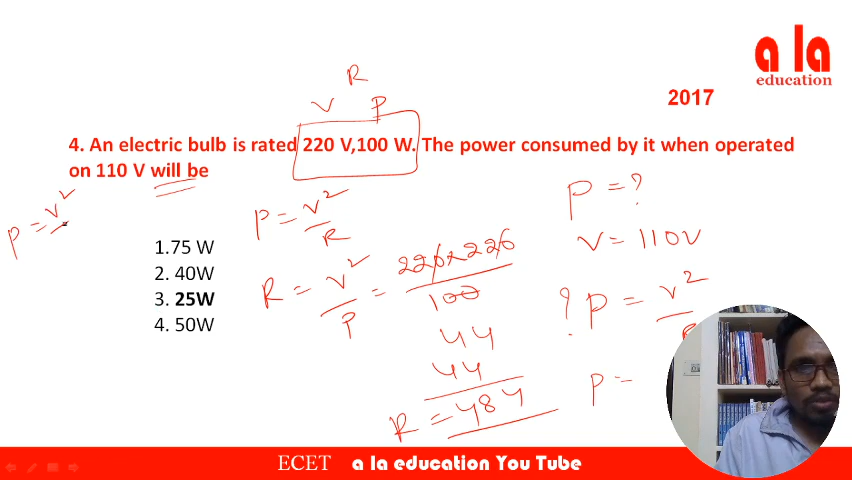 a la
education
2017
R
V P
4. An electric bulb is rated 220 V,100 W. The power consumed by it when operated
on 110 V will be
P = V²
P = V²/R
P = ?
V = 110V
1.75 W
2. 40W
3. 25W
4. 50W
R = V²/P = 220×220/100
? P = V²/R
44
44
R = 484
P =
ECET a la education You Tube